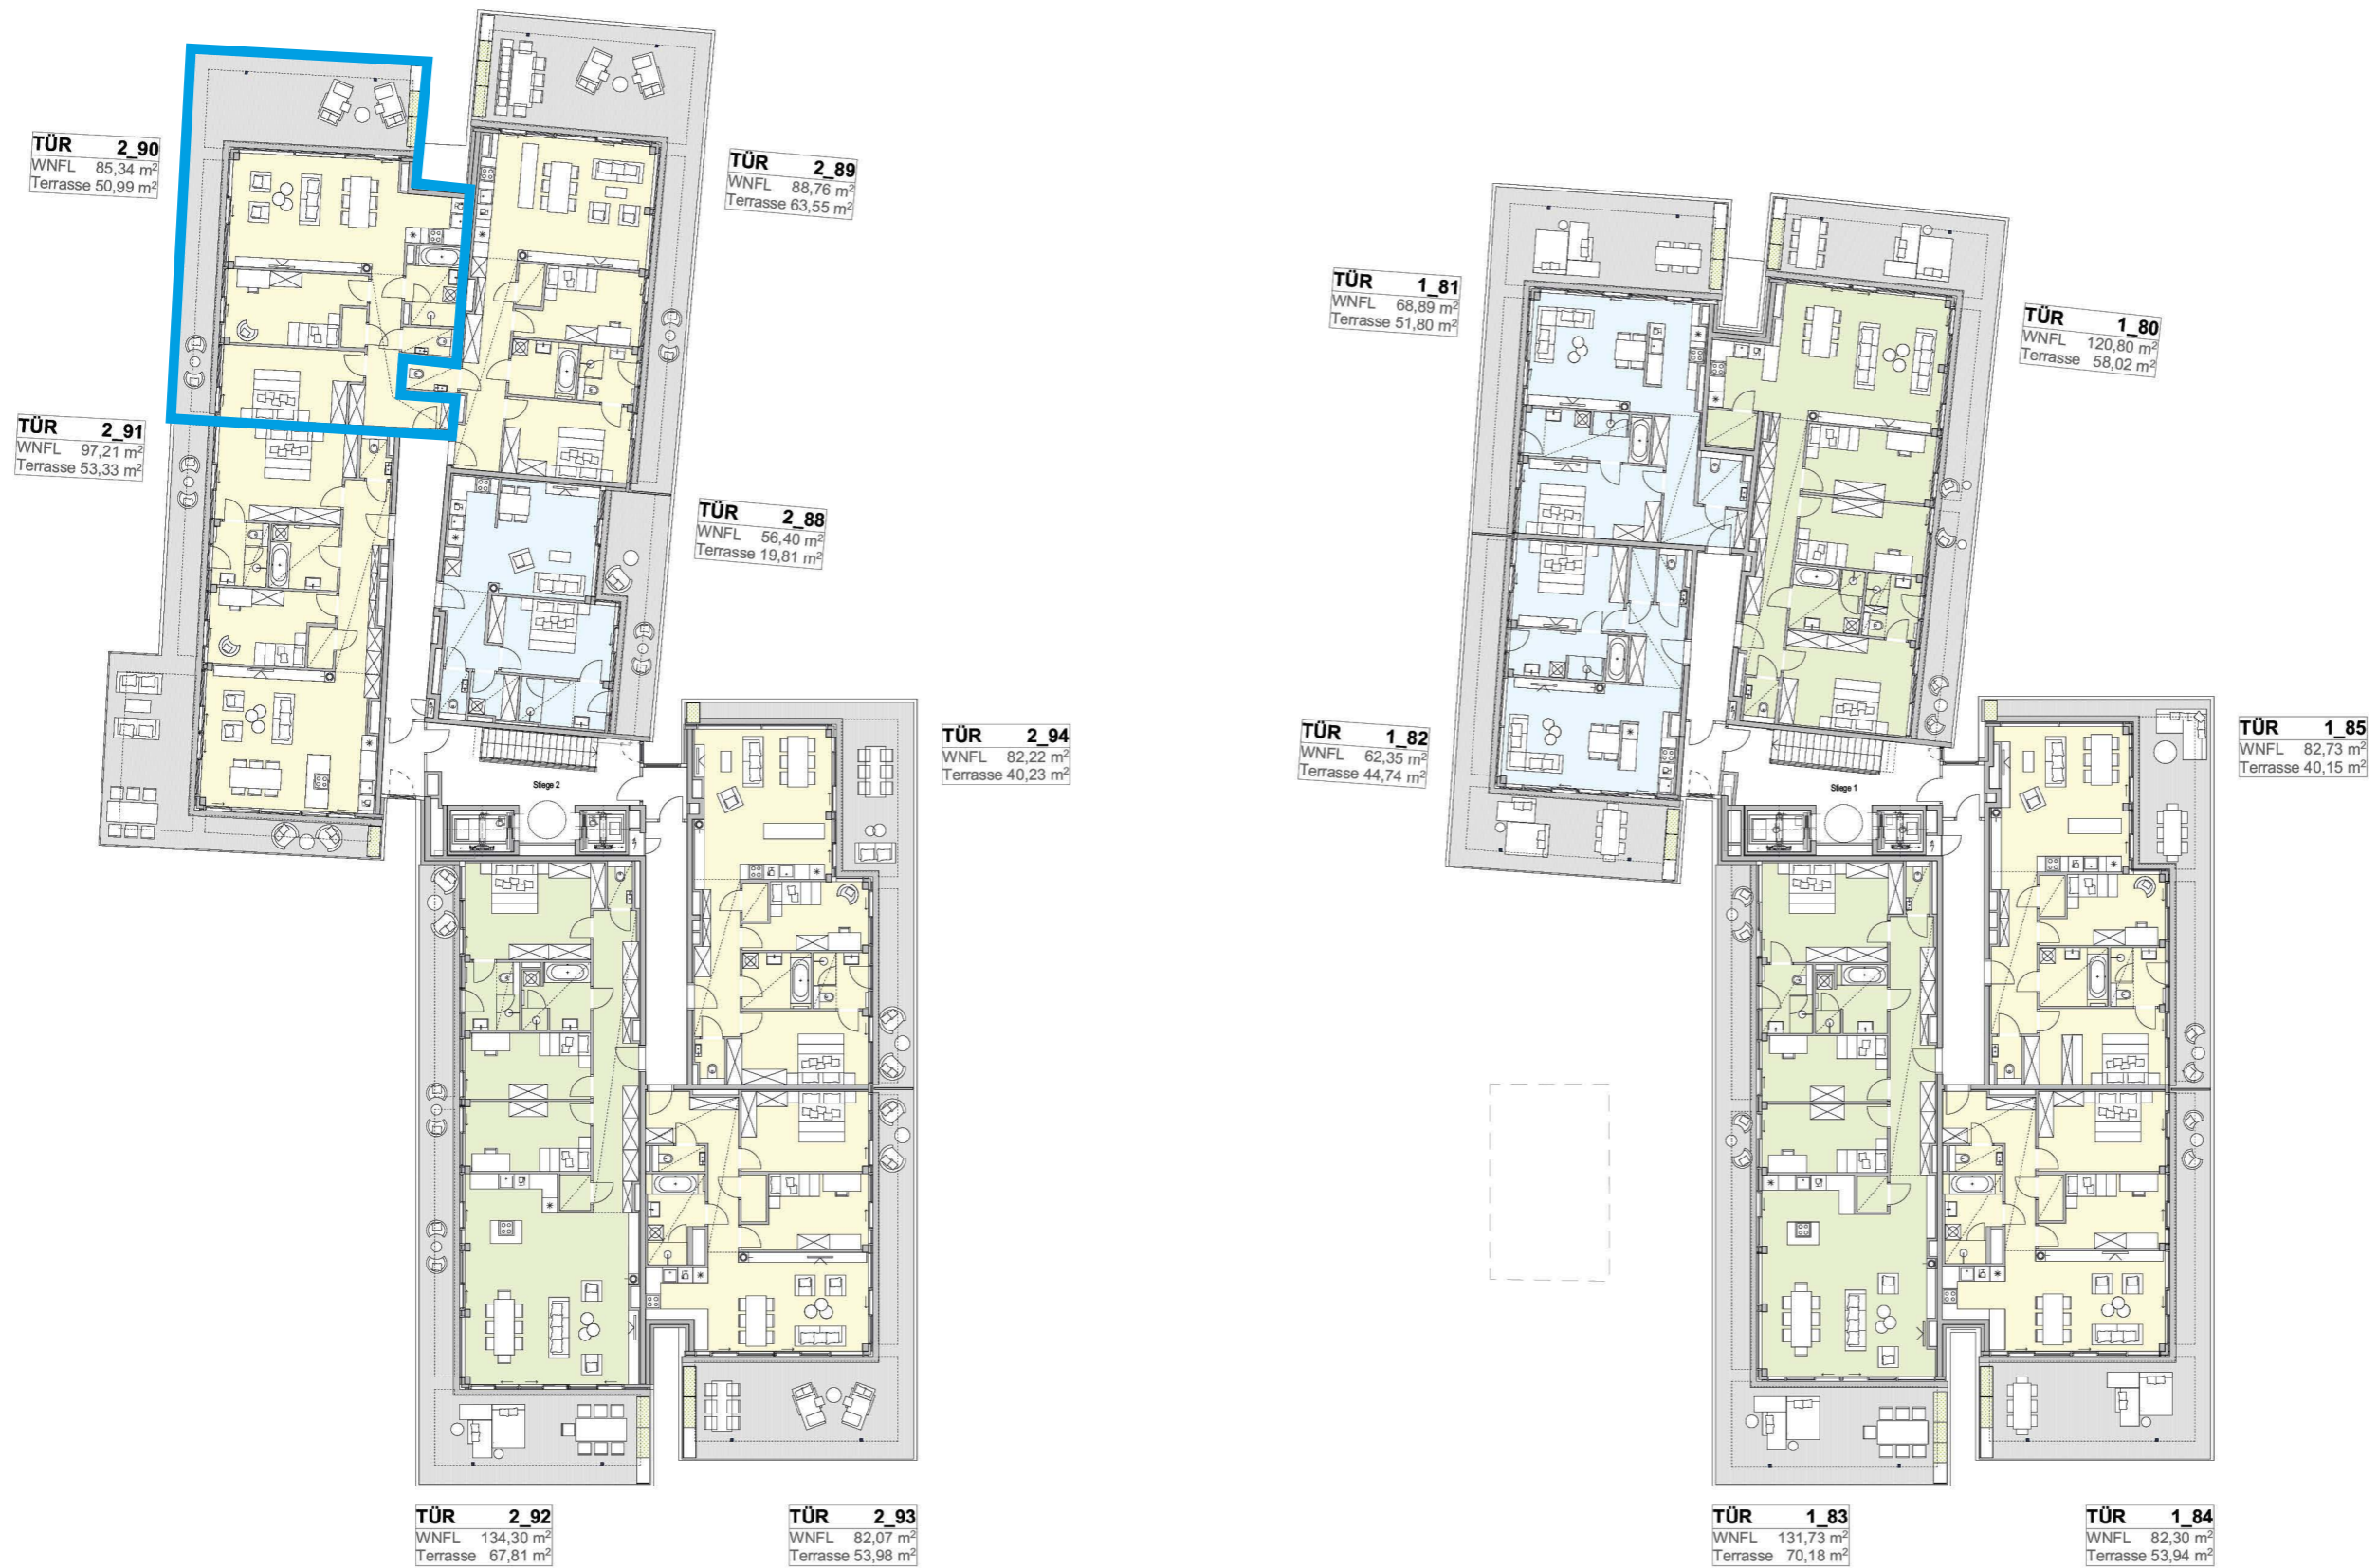 TÜR 2_90
WNFL 85,34 m²
Terrasse 50,99 m²
TÜR 2_89
WNFL 88,76 m²
Terrasse 63,55 m²
TÜR 2_91
WNFL 97,21 m²
Terrasse 53,33 m²
TÜR 2_88
WNFL 56,40 m²
Terrasse 19,81 m²
TÜR 2_94
WNFL 82,22 m²
Terrasse 40,23 m²
Stiege 2
TÜR 2_92
WNFL 134,30 m²
Terrasse 67,81 m²
TÜR 2_93
WNFL 82,07 m²
Terrasse 53,98 m²
TÜR 1_81
WNFL 68,89 m²
Terrasse 51,80 m²
TÜR 1_80
WNFL 120,80 m²
Terrasse 58,02 m²
TÜR 1_82
WNFL 62,35 m²
Terrasse 44,74 m²
TÜR 1_85
WNFL 82,73 m²
Terrasse 40,15 m²
Stiege 1
TÜR 1_83
WNFL 131,73 m²
Terrasse 70,18 m²
TÜR 1_84
WNFL 82,30 m²
Terrasse 53,94 m²